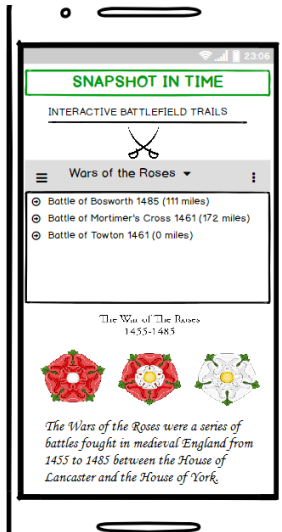 23:06
SNAPSHOT IN TIME
INTERACTIVE BATTLEFIELD TRAILS
Wars of the Roses
Battle of Bosworth 1485 (111 miles)
Battle of Mortimer's Cross 1461 (172 miles)
Battle of Towton 1461 (0 miles)
The War of The Roses
1455-1485
The Wars of the Roses were a series of
battles fought in medieval England from
1455 to 1485 between the House of
Lancaster and the House of York.